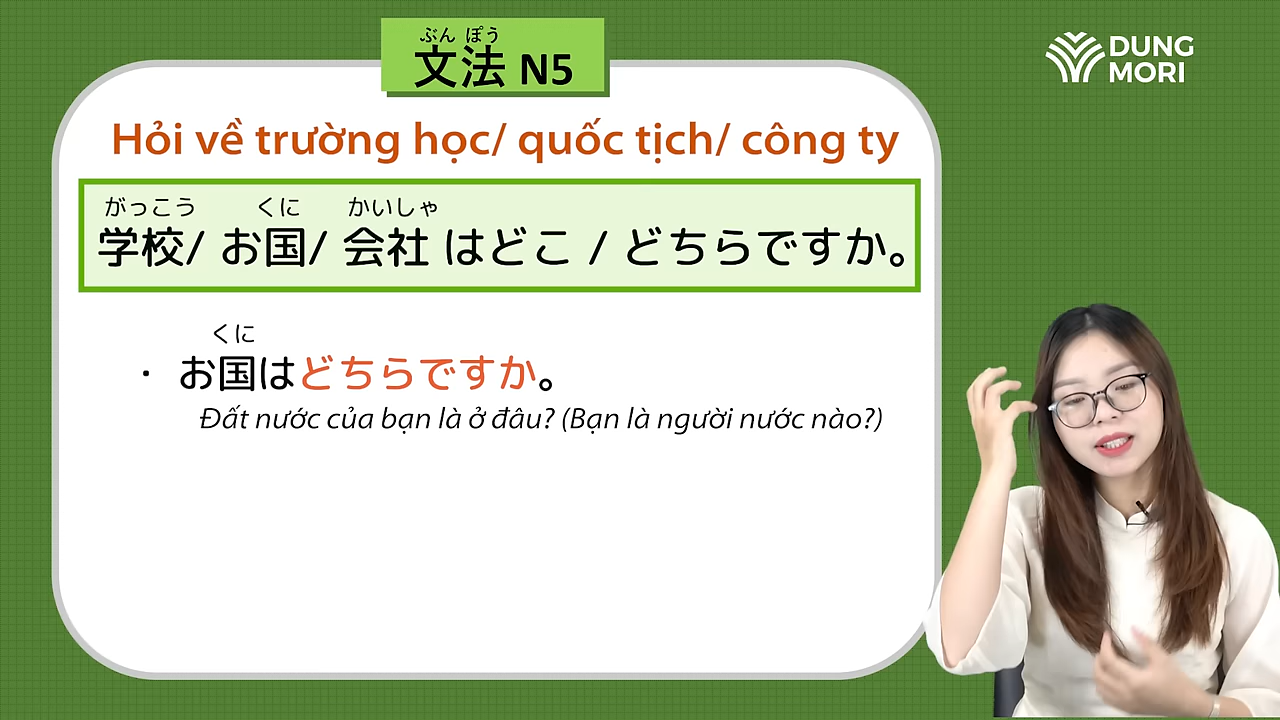 ぶん ぽう
文法 N5
DUNG
MORI
Hỏi về trường học/ quốc tịch/ công ty
がっこう くに かいしゃ
学校/ お国/ 会社 はどこ / どちらですか。
くに
・ お国はどちらですか。
Đất nước của bạn là ở đâu? (Bạn là người nước nào?)